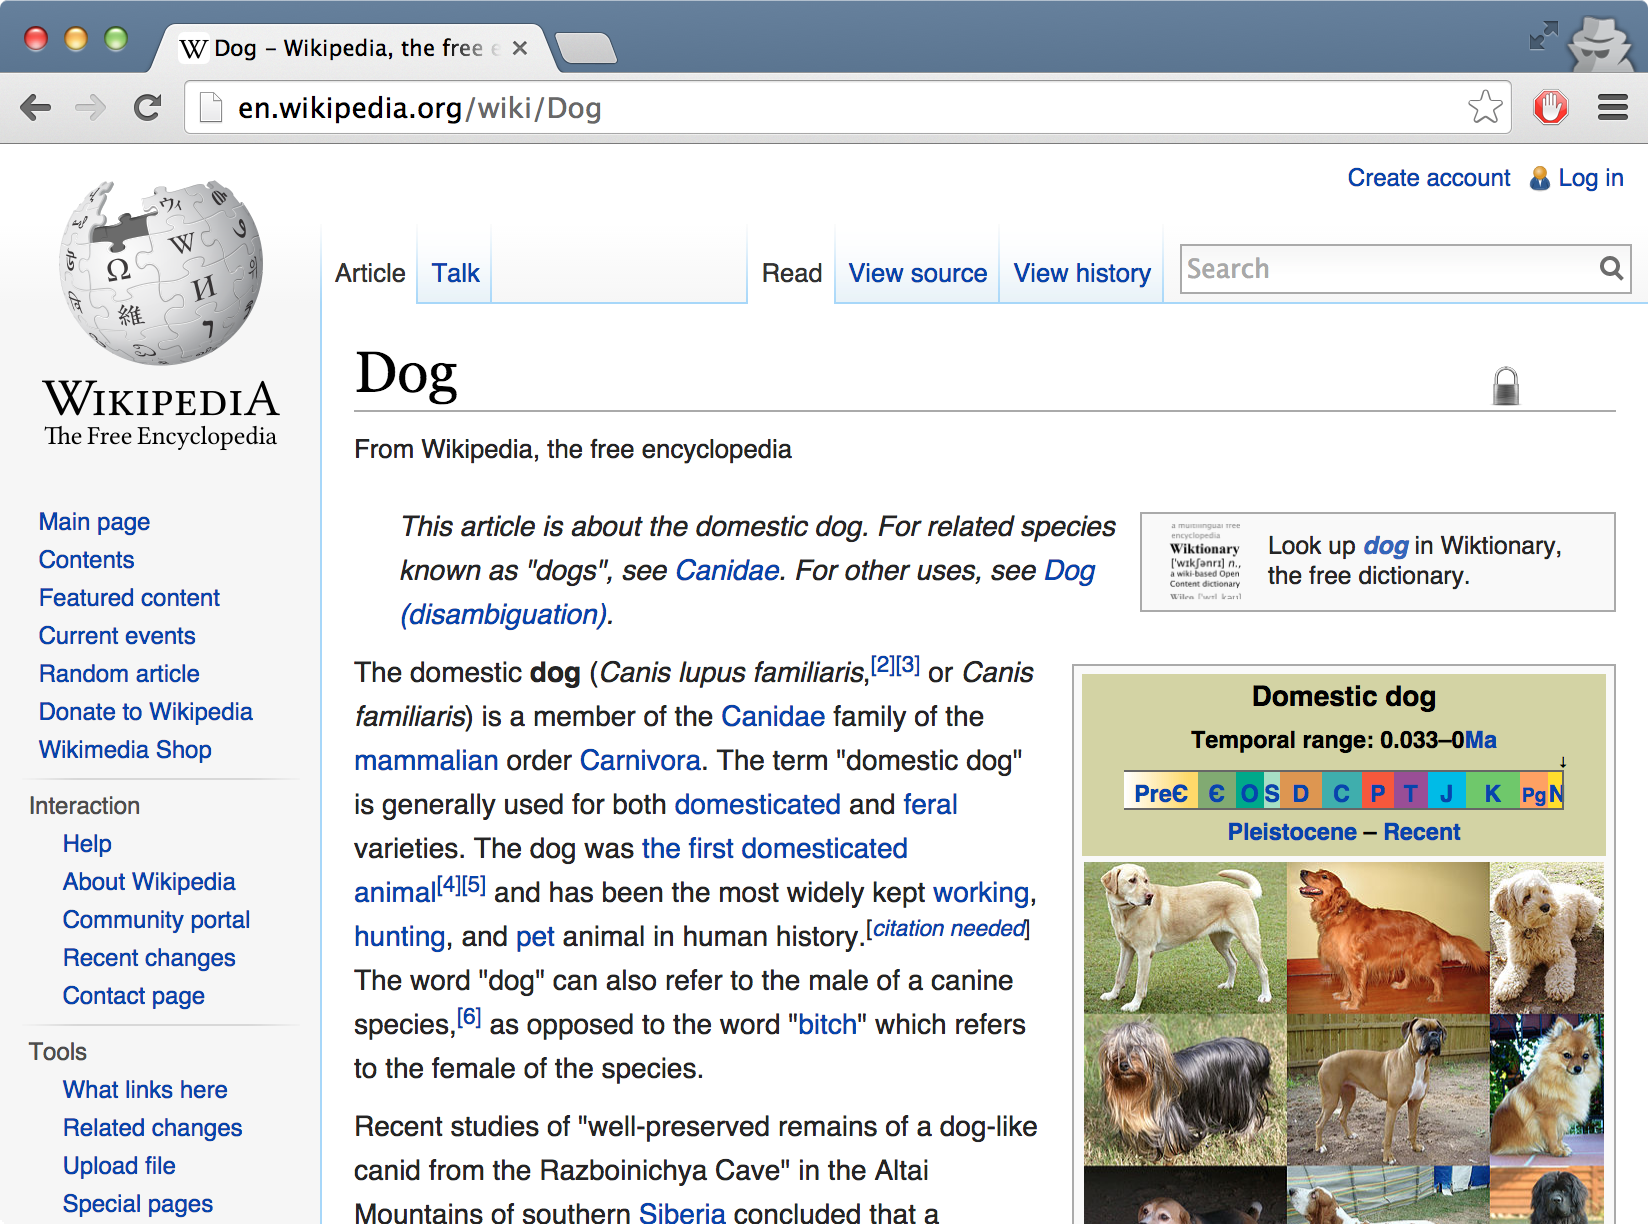 Dog – Wikipedia, the free
en.wikipedia.org/wiki/Dog
Create account Log in
Article Talk Read View source View history Search
WIKIPEDIA
The Free Encyclopedia
Main page
Contents
Featured content
Current events
Random article
Donate to Wikipedia
Wikimedia Shop
Interaction
Help
About Wikipedia
Community portal
Recent changes
Contact page
Tools
What links here
Related changes
Upload file
Special pages
Dog
From Wikipedia, the free encyclopedia
This article is about the domestic dog. For related species
known as "dogs", see Canidae. For other uses, see Dog
(disambiguation).
a multilingual free
encyclopedia
Wiktionary
['wɪkʃənrɪ] n.,
a wiki-based Open
Content dictionary
Look up dog in Wiktionary,
the free dictionary.
The domestic dog (Canis lupus familiaris,[2][3] or Canis
familiaris) is a member of the Canidae family of the
mammalian order Carnivora. The term "domestic dog"
is generally used for both domesticated and feral
varieties. The dog was the first domesticated
animal[4][5] and has been the most widely kept working,
hunting, and pet animal in human history.[citation needed]
The word "dog" can also refer to the male of a canine
species,[6] as opposed to the word "bitch" which refers
to the female of the species.
Recent studies of "well-preserved remains of a dog-like
canid from the Razboinichya Cave" in the Altai
Mountains of southern Siberia concluded that a
Domestic dog
Temporal range: 0.033–0Ma
↓
PreЄ Є O S D C P T J K Pg N
Pleistocene – Recent